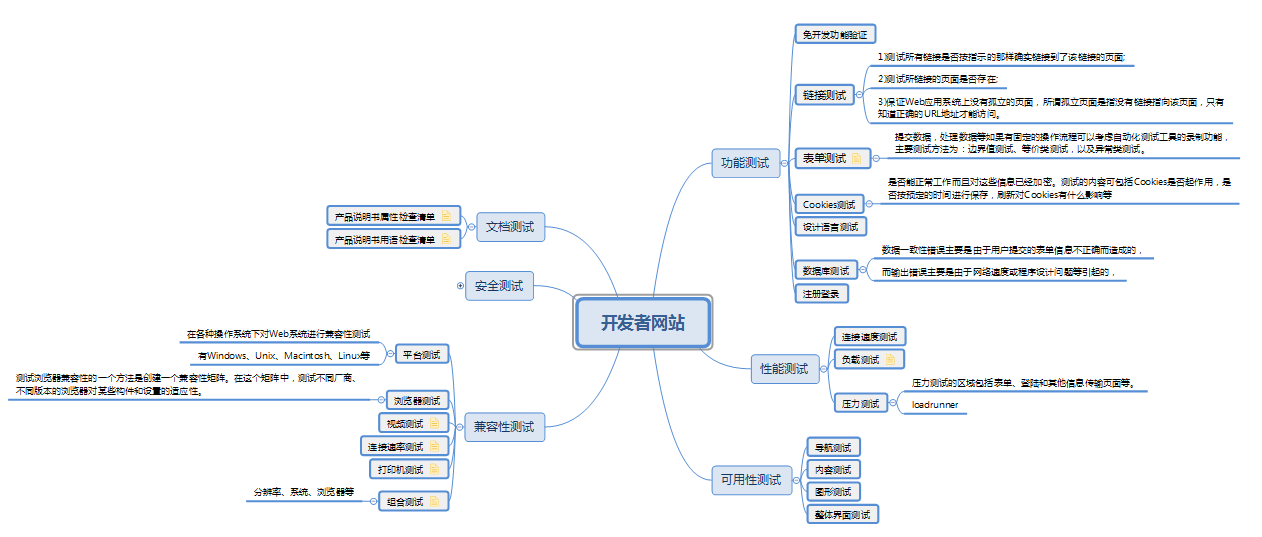 开发者网站
功能测试
免开发功能验证
链接测试
1)测试所有链接是否按指示的那样确实链接到了该链接的页面;
2)测试所链接的页面是否存在;
3)保证Web应用系统上没有孤立的页面，所谓孤立页面是指没有链接指向该页面，只有
知道正确的URL地址才能访问。
表单测试
提交数据，处理数据等如果有固定的操作流程可以考虑自动化测试工具的录制功能，
主要测试方法为：边界值测试、等价类测试，以及异常类测试。
Cookies测试
是否能正常工作而且对这些信息已经加密。测试的内容可包括Cookies是否起作用，是
否按预定的时间进行保存，刷新对Cookies有什么影响等
设计语言测试
数据库测试
数据一致性错误主要是由于用户提交的表单信息不正确而造成的，
而输出错误主要是由于网络速度或程序设计问题等引起的，
注册登录
性能测试
连接速度测试
负载测试
压力测试
压力测试的区域包括表单、登陆和其他信息传输页面等。
loadrunner
可用性测试
导航测试
内容测试
图形测试
整体界面测试
文档测试
产品说明书属性检查清单
产品说明书用语检查清单
安全测试
兼容性测试
平台测试
在各种操作系统下对Web系统进行兼容性测试
有Windows、Unix、Macintosh、Linux等
浏览器测试
测试浏览器兼容性的一个方法是创建一个兼容性矩阵。在这个矩阵中，测试不同厂商、
不同版本的浏览器对某些构件和设置的适应性。
视频测试
连接速率测试
打印机测试
组合测试
分辨率、系统、浏览器等